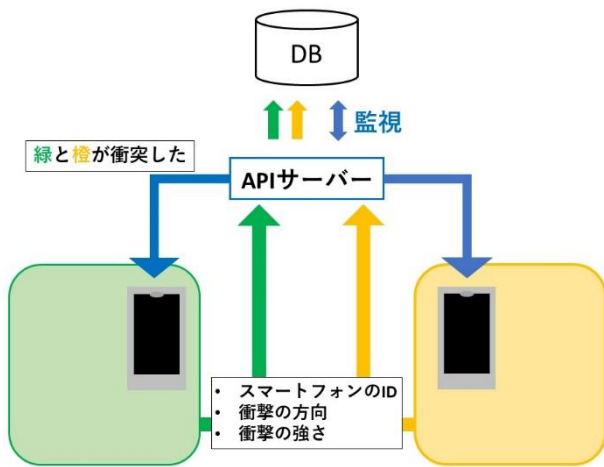 DB
監視
緑と橙が衝突した
APIサーバー
• スマートフォンのID
• 衝撃の方向
• 衝撃の強さ